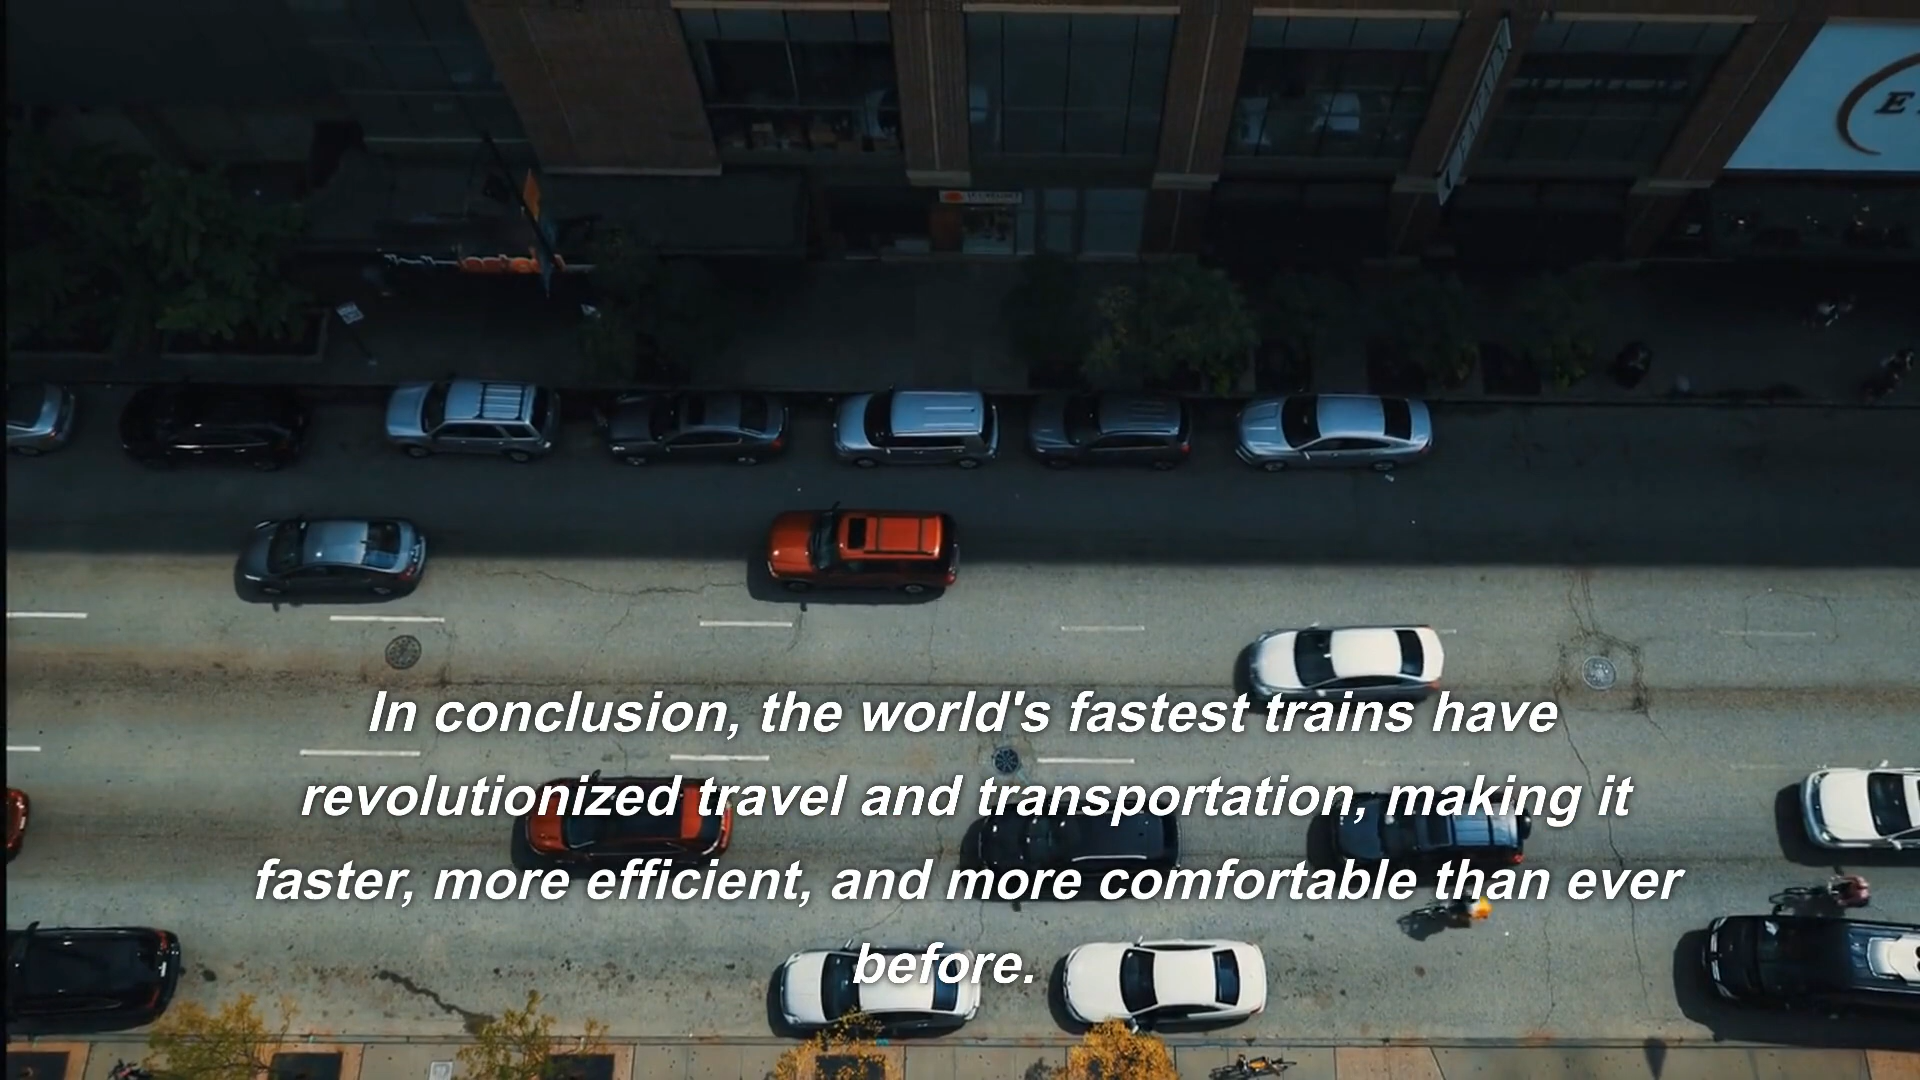 In conclusion, the world's fastest trains have
revolutionized travel and transportation, making it
faster, more efficient, and more comfortable than ever
before.